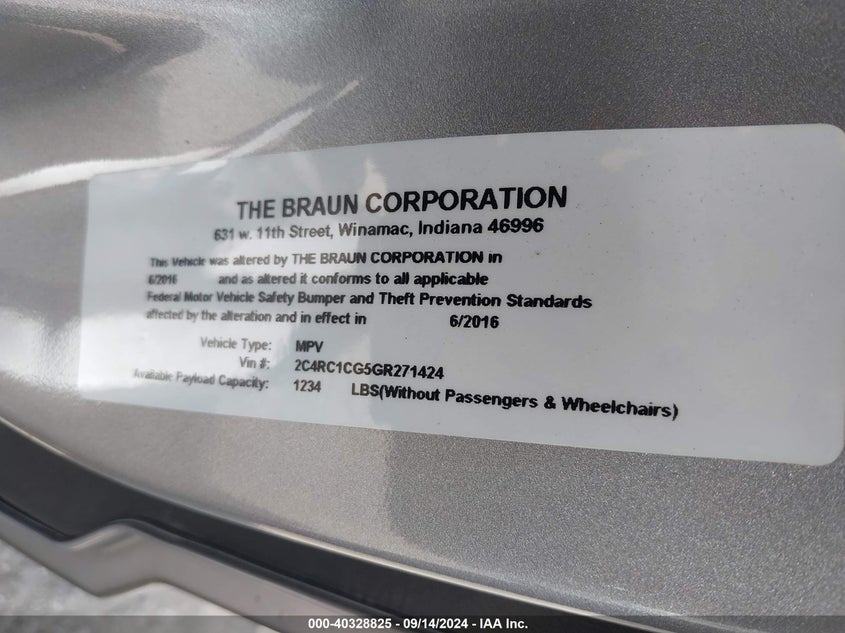 THE BRAUN CORPORATION
631 w. 11th Street, Winamac, Indiana 46996
This Vehicle was altered by THE BRAUN CORPORATION in
6/2016 and as altered it conforms to all applicable
Federal Motor Vehicle Safety Bumper and Theft Prevention Standards
affected by the alteration and in effect in 6/2016
Vehicle Type: MPV
Vin #: 2C4RC1CG5GR271424
Available Payload Capacity: 1234 LBS(Without Passengers & Wheelchairs)
000-40328825 - 09/14/2024 - IAA Inc.